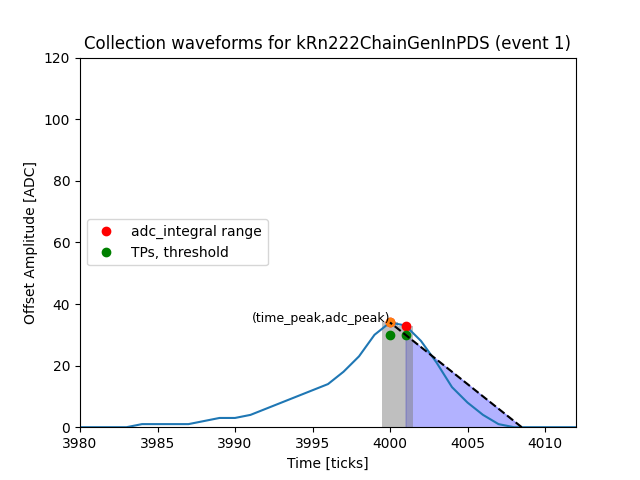 Collection waveforms for kRn222ChainGenInPDS (event 1)
120
100
80
60
40
20
0
Offset Amplitude [ADC]
adc_integral range
TPs, threshold
(time_peak,adc_peak)
3980 3985 3990 3995 4000 4005 4010
Time [ticks]